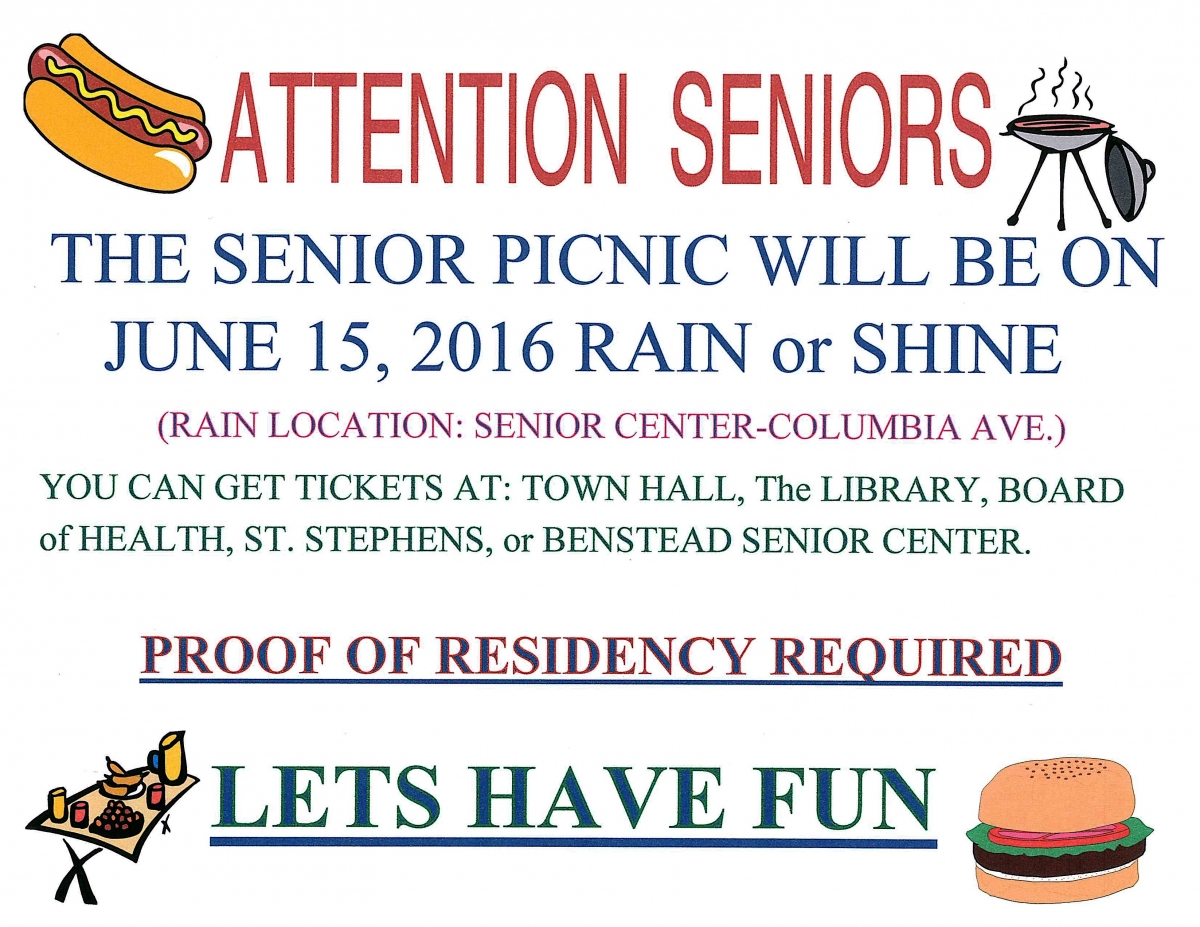 ATTENTION SENIORS
THE SENIOR PICNIC WILL BE ON
JUNE 15, 2016 RAIN or SHINE
(RAIN LOCATION: SENIOR CENTER-COLUMBIA AVE.)
YOU CAN GET TICKETS AT: TOWN HALL, The LIBRARY, BOARD
of HEALTH, ST. STEPHENS, or BENSTEAD SENIOR CENTER.
PROOF OF RESIDENCY REQUIRED
LETS HAVE FUN